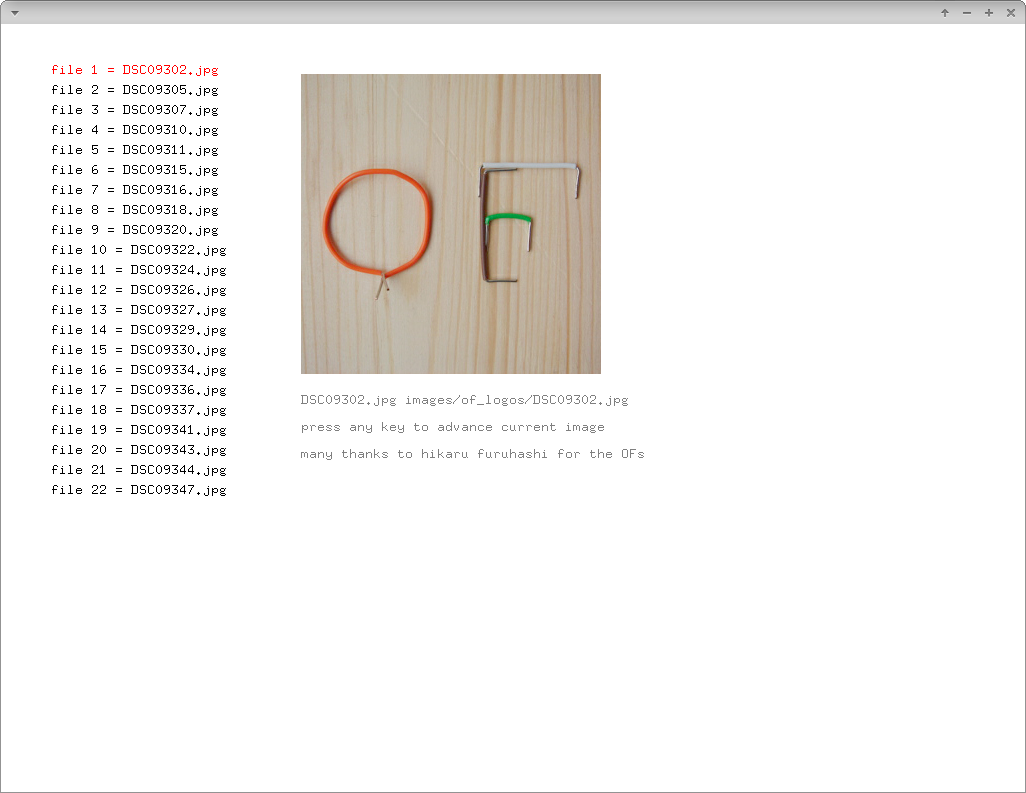 file 1 = DSC09302.jpg
file 2 = DSC09305.jpg
file 3 = DSC09307.jpg
file 4 = DSC09310.jpg
file 5 = DSC09311.jpg
file 6 = DSC09315.jpg
file 7 = DSC09316.jpg
file 8 = DSC09318.jpg
file 9 = DSC09320.jpg
file 10 = DSC09322.jpg
file 11 = DSC09324.jpg
file 12 = DSC09326.jpg
file 13 = DSC09327.jpg
file 14 = DSC09329.jpg
file 15 = DSC09330.jpg
file 16 = DSC09334.jpg
file 17 = DSC09336.jpg
file 18 = DSC09337.jpg
file 19 = DSC09341.jpg
file 20 = DSC09343.jpg
file 21 = DSC09344.jpg
file 22 = DSC09347.jpg
OF
DSC09302.jpg images/of_logos/DSC09302.jpg
press any key to advance current image
many thanks to hikaru furuhashi for the OFs